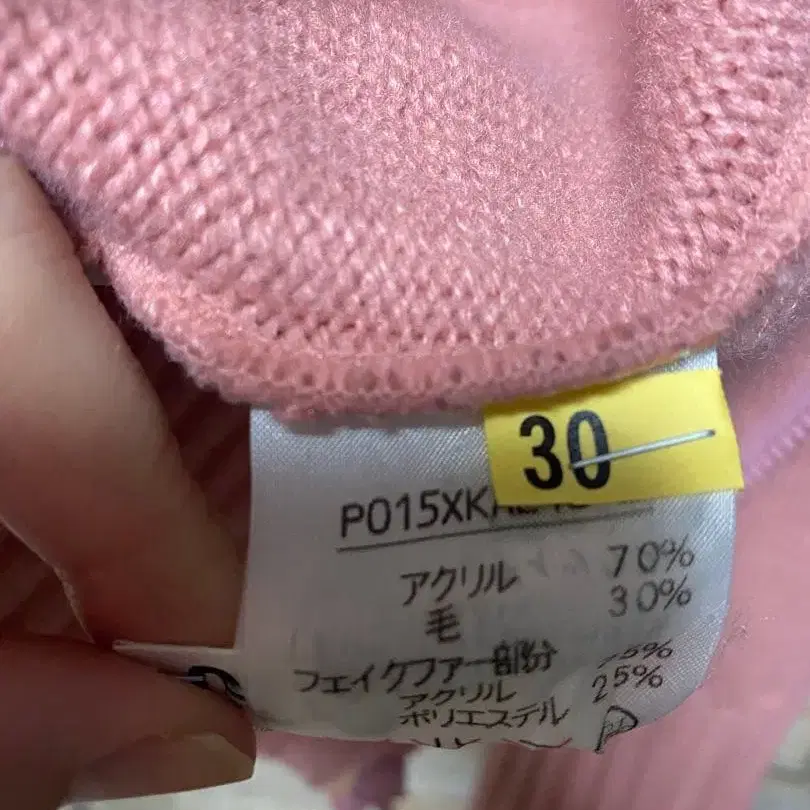 30
アクリル 70%
毛 30%
フェイクファー部分
アクリル
ポリエステル 25%